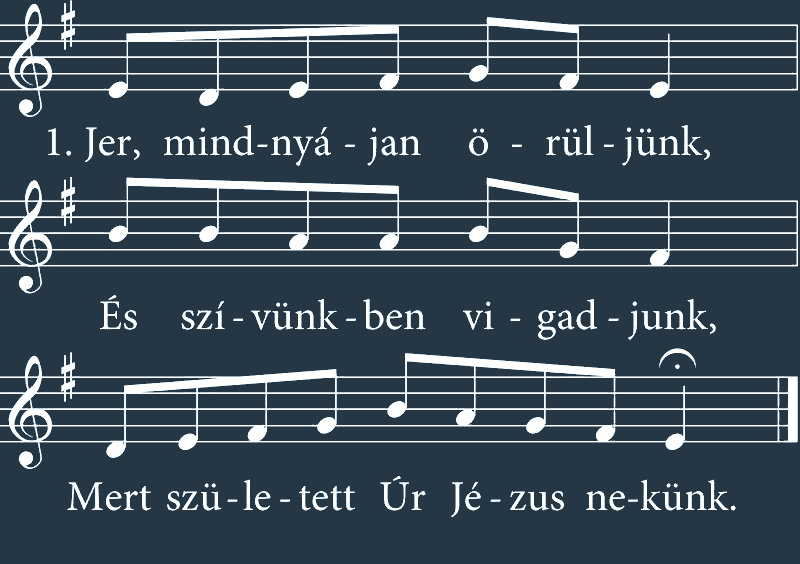 1. Jer, mind-nyá - jan ö - rül - jünk,
És szí - vünk - ben vi - gad - junk,
Mert szü - le - tett Úr Jé - zus ne-künk.